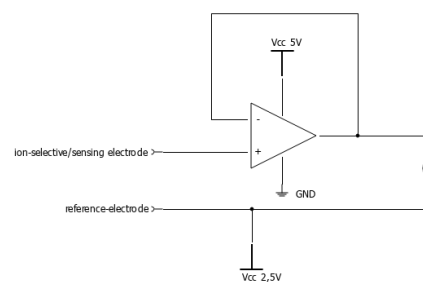 Vcc 5V
-
ion-selective/sensing electrode
+
GND
reference-electrode
Vcc 2,5V